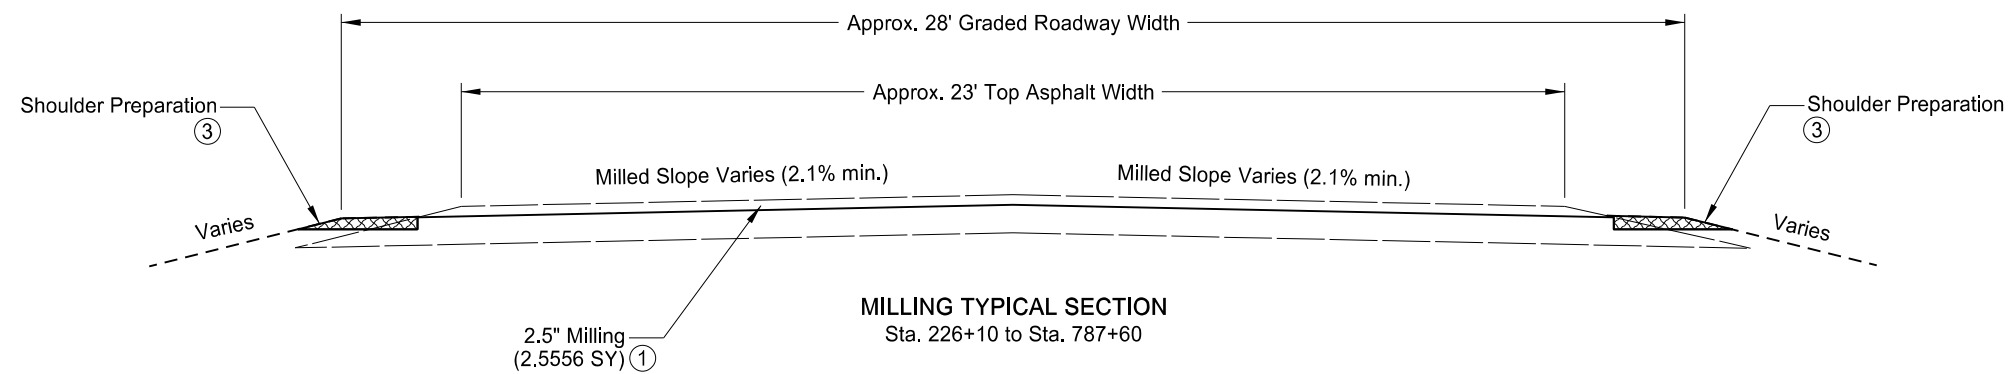 Approx. 28' Graded Roadway Width
Approx. 23' Top Asphalt Width
Shoulder Preparation
3
Shoulder Preparation
3
Milled Slope Varies (2.1% min.)
Milled Slope Varies (2.1% min.)
Varies
Varies
MILLING TYPICAL SECTION
Sta. 226+10 to Sta. 787+60
2.5" Milling
(2.5556 SY) 1